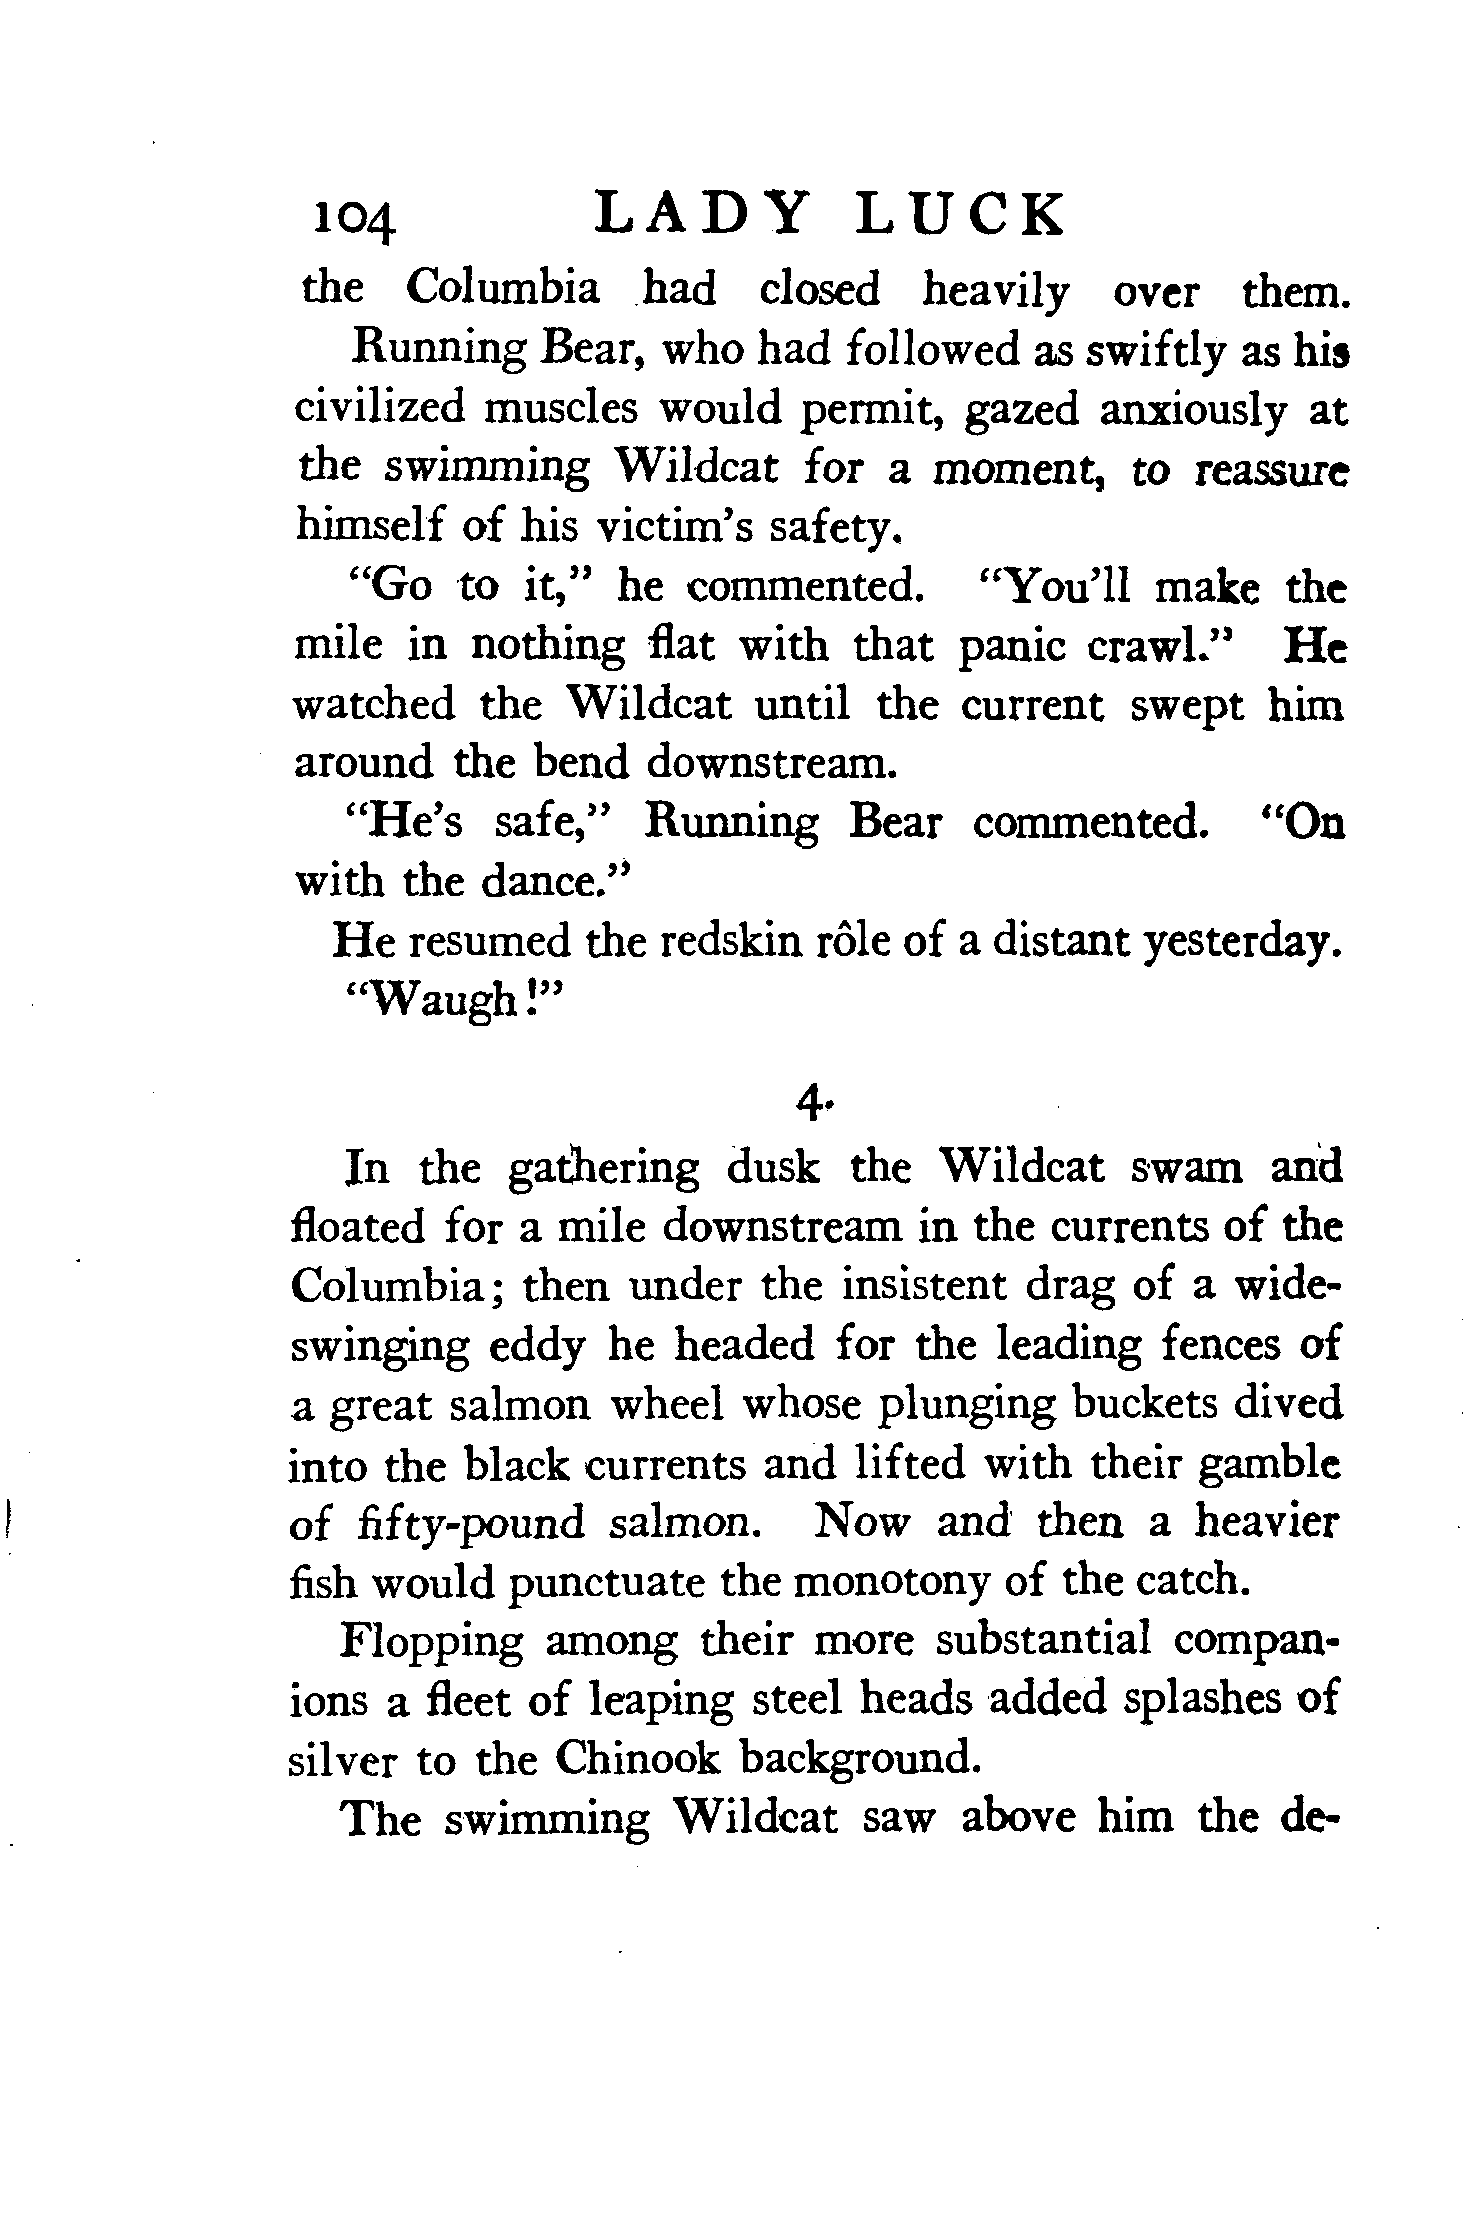 104 LADY LUCK
the Columbia had closed heavily over them.
Running Bear, who had followed as swiftly as his
civilized muscles would permit, gazed anxiously at
the swimming Wildcat for a moment, to reassure
himself of his victim's safety.
“Go to it,” he commented. “You'll make the
mile in nothing flat with that panic crawl.” He
watched the Wildcat until the current swept him
around the bend downstream.
“He's safe,” Running Bear commented. “On
with the dance.”
He resumed the redskin rôle of a distant yesterday.
“Waugh!”
4.
In the gathering dusk the Wildcat swam and
floated for a mile downstream in the currents of the
Columbia; then under the insistent drag of a wide-
swinging eddy he headed for the leading fences of
a great salmon wheel whose plunging buckets dived
into the black currents and lifted with their gamble
of fifty-pound salmon. Now and then a heavier
fish would punctuate the monotony of the catch.
Flopping among their more substantial compan-
ions a fleet of leaping steel heads added splashes of
silver to the Chinook background.
The swimming Wildcat saw above him the de-